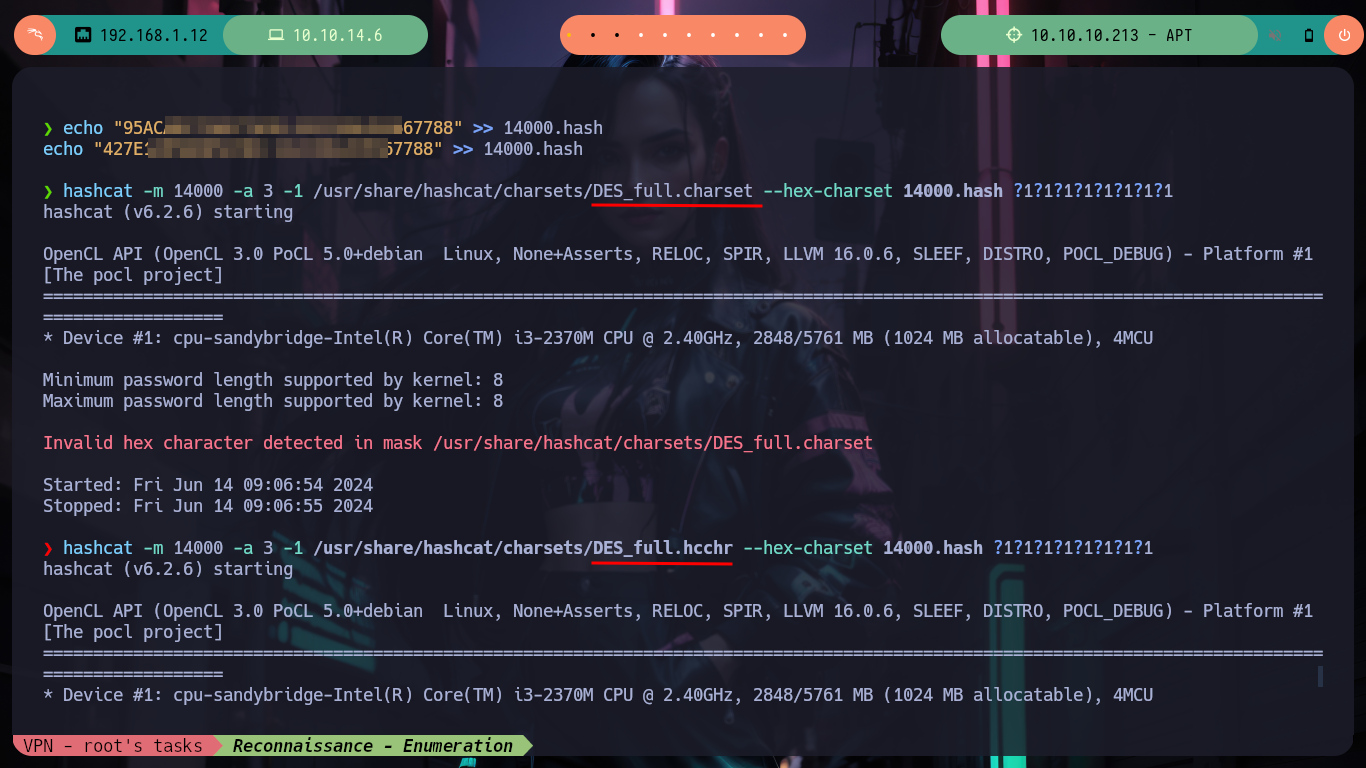 192.168.1.12
10.10.14.6
10.10.10.213 - APT
❯ echo "95AC 67788" >> 14000.hash
echo "427E 67788" >> 14000.hash
❯ hashcat -m 14000 -a 3 -1 /usr/share/hashcat/charsets/DES_full.charset --hex-charset 14000.hash ?1?1?1?1?1?1?1?1
hashcat (v6.2.6) starting
OpenCL API (OpenCL 3.0 PoCL 5.0+debian  Linux, None+Asserts, RELOC, SPIR, LLVM 16.0.6, SLEEF, DISTRO, POCL_DEBUG) - Platform #1
[The pocl project]
================================================================================================================================
==================
* Device #1: cpu-sandybridge-Intel(R) Core(TM) i3-2370M CPU @ 2.40GHz, 2848/5761 MB (1024 MB allocatable), 4MCU
Minimum password length supported by kernel: 8
Maximum password length supported by kernel: 8
Invalid hex character detected in mask /usr/share/hashcat/charsets/DES_full.charset
Started: Fri Jun 14 09:06:54 2024
Stopped: Fri Jun 14 09:06:55 2024
❯ hashcat -m 14000 -a 3 -1 /usr/share/hashcat/charsets/DES_full.hcchr --hex-charset 14000.hash ?1?1?1?1?1?1?1?1
hashcat (v6.2.6) starting
OpenCL API (OpenCL 3.0 PoCL 5.0+debian  Linux, None+Asserts, RELOC, SPIR, LLVM 16.0.6, SLEEF, DISTRO, POCL_DEBUG) - Platform #1
[The pocl project]
================================================================================================================================
==================
* Device #1: cpu-sandybridge-Intel(R) Core(TM) i3-2370M CPU @ 2.40GHz, 2848/5761 MB (1024 MB allocatable), 4MCU
VPN - root's tasks
Reconnaissance - Enumeration